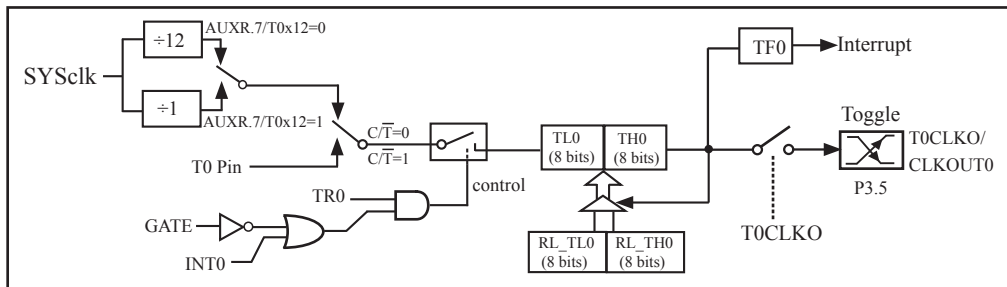 AUXR.7/T0x12=0
÷12
SYSclk
÷1
AUXR.7/T0x12=1
T0 Pin
C/T̅=0
C/T̅=1
control
TR0
GATE
INT0
TL0
(8 bits)
TH0
(8 bits)
RL_TL0
(8 bits)
RL_TH0
(8 bits)
TF0
Interrupt
Toggle
T0CLKO/
CLKOUT0
P3.5
T0CLKO